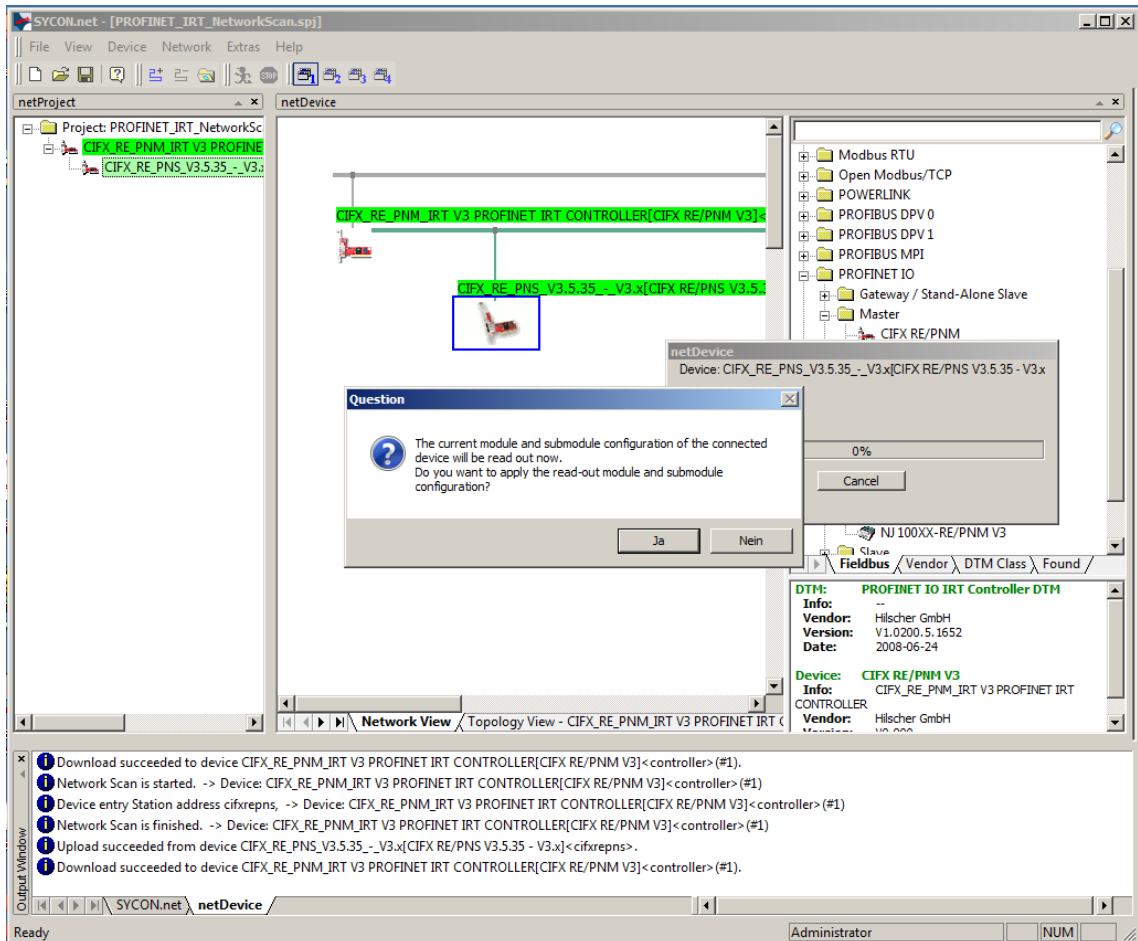 SYCON.net - [PROFINET_IRT_NetworkScan.spj]
File View Device Network Extras Help
netProject
netDevice
Project: PROFINET_IRT_NetworkSc
CIFX_RE_PNM_IRT V3 PROFINE
CIFX_RE_PNS_V3.5.35_-_V3.
CIFX_RE_PNM_IRT V3 PROFINET IRT CONTROLLER[CIFX RE/PNM V3]<
CIFX_RE_PNS_V3.5.35_-_V3.x[CIFX RE/PNS V3.5.
Modbus RTU
Open Modbus/TCP
POWERLINK
PROFIBUS DPV0
PROFIBUS DPV1
PROFIBUS MPI
PROFINET IO
Gateway / Stand-Alone Slave
Master
CIFX RE/PNM
netDevice
Device: CIFX_RE_PNS_V3.5.35_-_V3.x[CIFX RE/PNS V3.5.35 - V3.x
0%
Cancel
Question
The current module and submodule configuration of the connected
device will be read out now.
Do you want to apply the read-out module and submodule
configuration?
Ja Nein
NJ 100XX-RE/PNM V3
Slave
Fieldbus Vendor DTM Class Found
DTM: PROFINET IO IRT Controller DTM
Info: --
Vendor: Hilscher GmbH
Version: V1.0200.5.1652
Date: 2008-06-24
Device: CIFX RE/PNM V3
Info: CIFX_RE_PNM_IRT V3 PROFINET IRT
CONTROLLER
Vendor: Hilscher GmbH
Network View Topology View - CIFX_RE_PNM_IRT V3 PROFINET IRT
Output Window
Download succeeded to device CIFX_RE_PNM_IRT V3 PROFINET IRT CONTROLLER[CIFX RE/PNM V3]<controller>(#1).
Network Scan is started. -> Device: CIFX_RE_PNM_IRT V3 PROFINET IRT CONTROLLER[CIFX RE/PNM V3]<controller>(#1)
Device entry Station address cifxrepns, -> Device: CIFX_RE_PNM_IRT V3 PROFINET IRT CONTROLLER[CIFX RE/PNM V3]<controller>(#1)
Network Scan is finished. -> Device: CIFX_RE_PNM_IRT V3 PROFINET IRT CONTROLLER[CIFX RE/PNM V3]<controller>(#1)
Upload succeeded from device CIFX_RE_PNS_V3.5.35_-_V3.x[CIFX RE/PNS V3.5.35 - V3.x]<cifxrepns>.
Download succeeded to device CIFX_RE_PNM_IRT V3 PROFINET IRT CONTROLLER[CIFX RE/PNM V3]<controller>(#1).
SYCON.net netDevice
Ready Administrator NUM